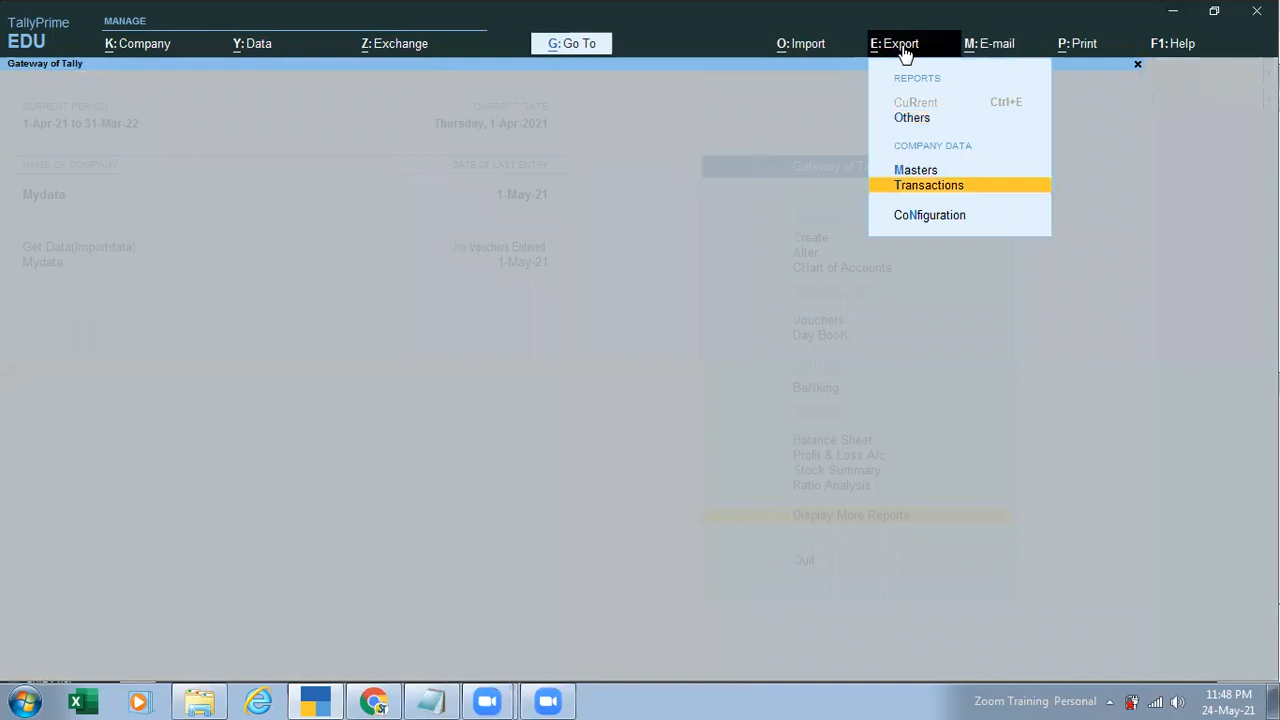 TallyPrime
EDU
MANAGE
K: Company
Y: Data
Z: Exchange
G: Go To
O: Import
E: Export
M: E-mail
P: Print
F1: Help
Gateway of Tally
REPORTS
CuRrent Ctrl+E
Others
COMPANY DATA
Masters
Transactions
CoNfiguration
CURRENT PERIOD
1-Apr-21 to 31-Mar-22
CURRENT DATE
Thursday, 1-Apr-2021
NAME OF COMPANY
DATE OF LAST ENTRY
Mydata
1-May-21
Get Data(Importdata)
No Vouchers Entered
Mydata
1-May-21
Gateway of Ta
Create
Alter
CHart of Accounts
Vouchers
Day BooK
BaNking
Balance Sheet
Profit & Loss A/c
Stock Summary
Ratio Analysis
Display More Reports
Quit
Zoom Training Personal
11:48 PM
24-May-21